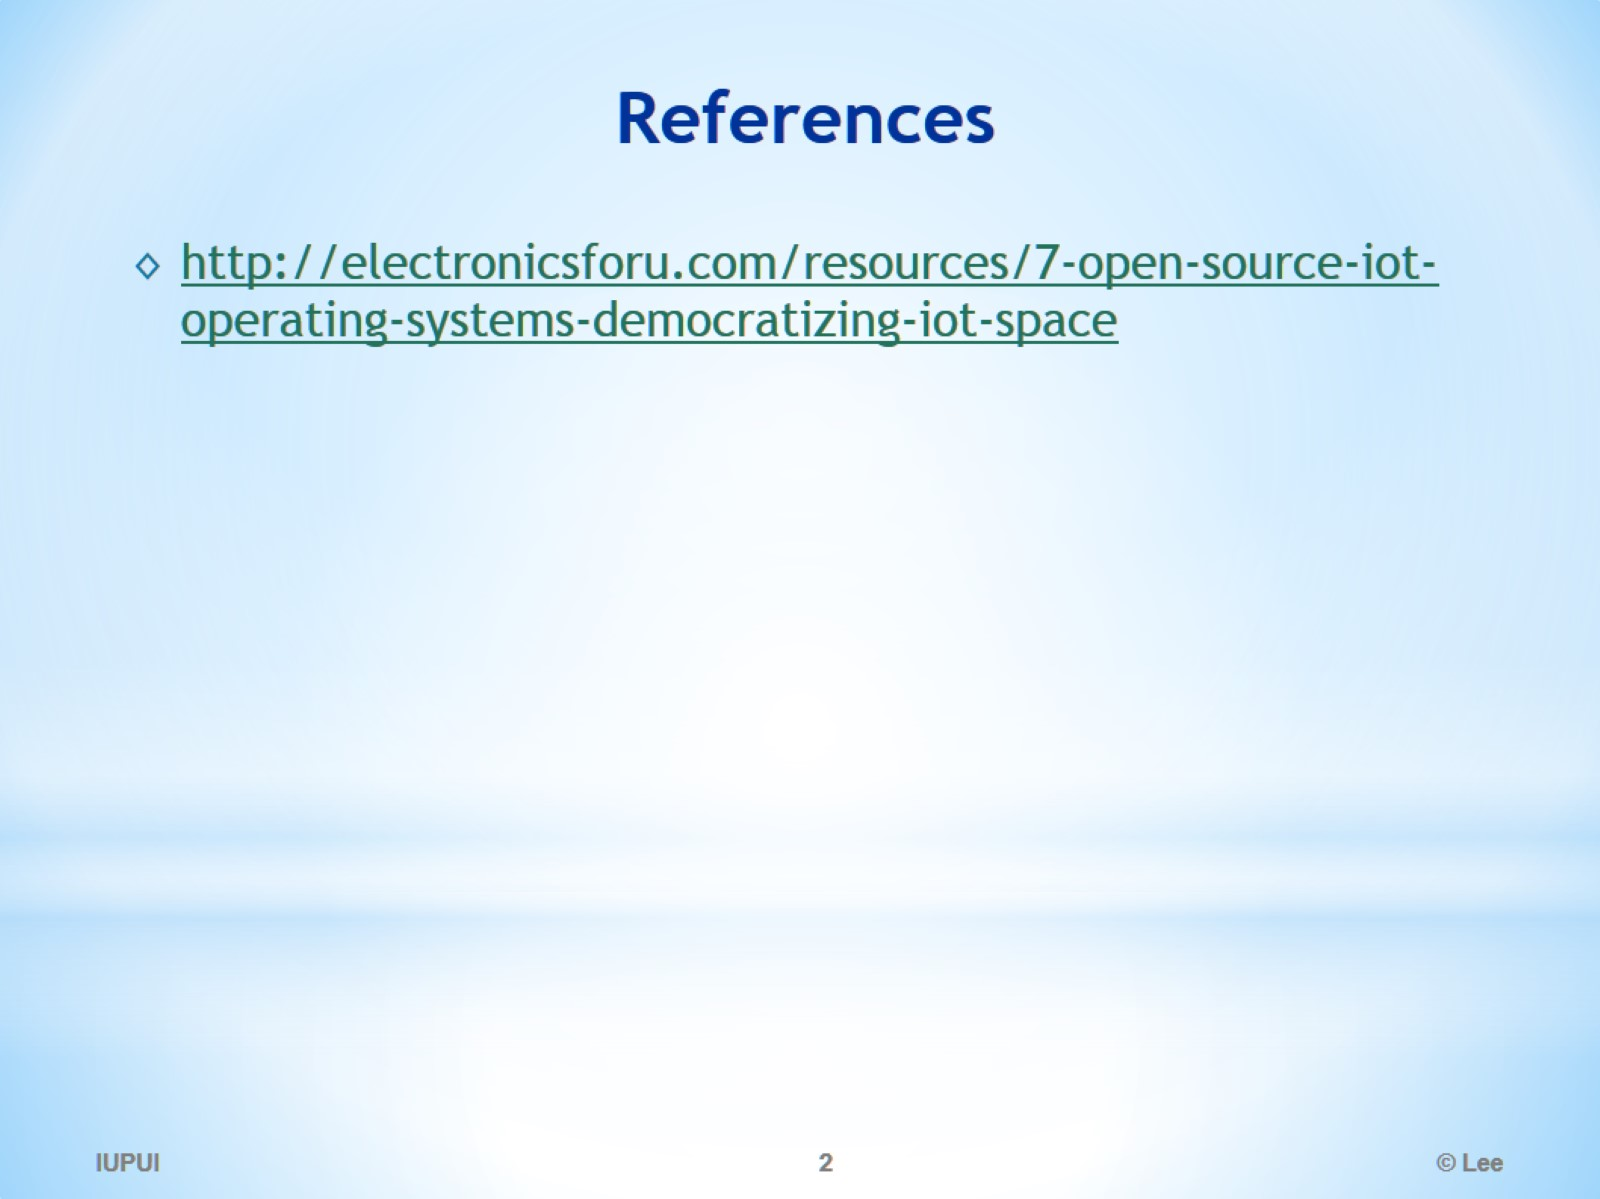 References
◇ http://electronicsforu.com/resources/7-open-source-iot-
operating-systems-democratizing-iot-space
IUPUI
2
© Lee